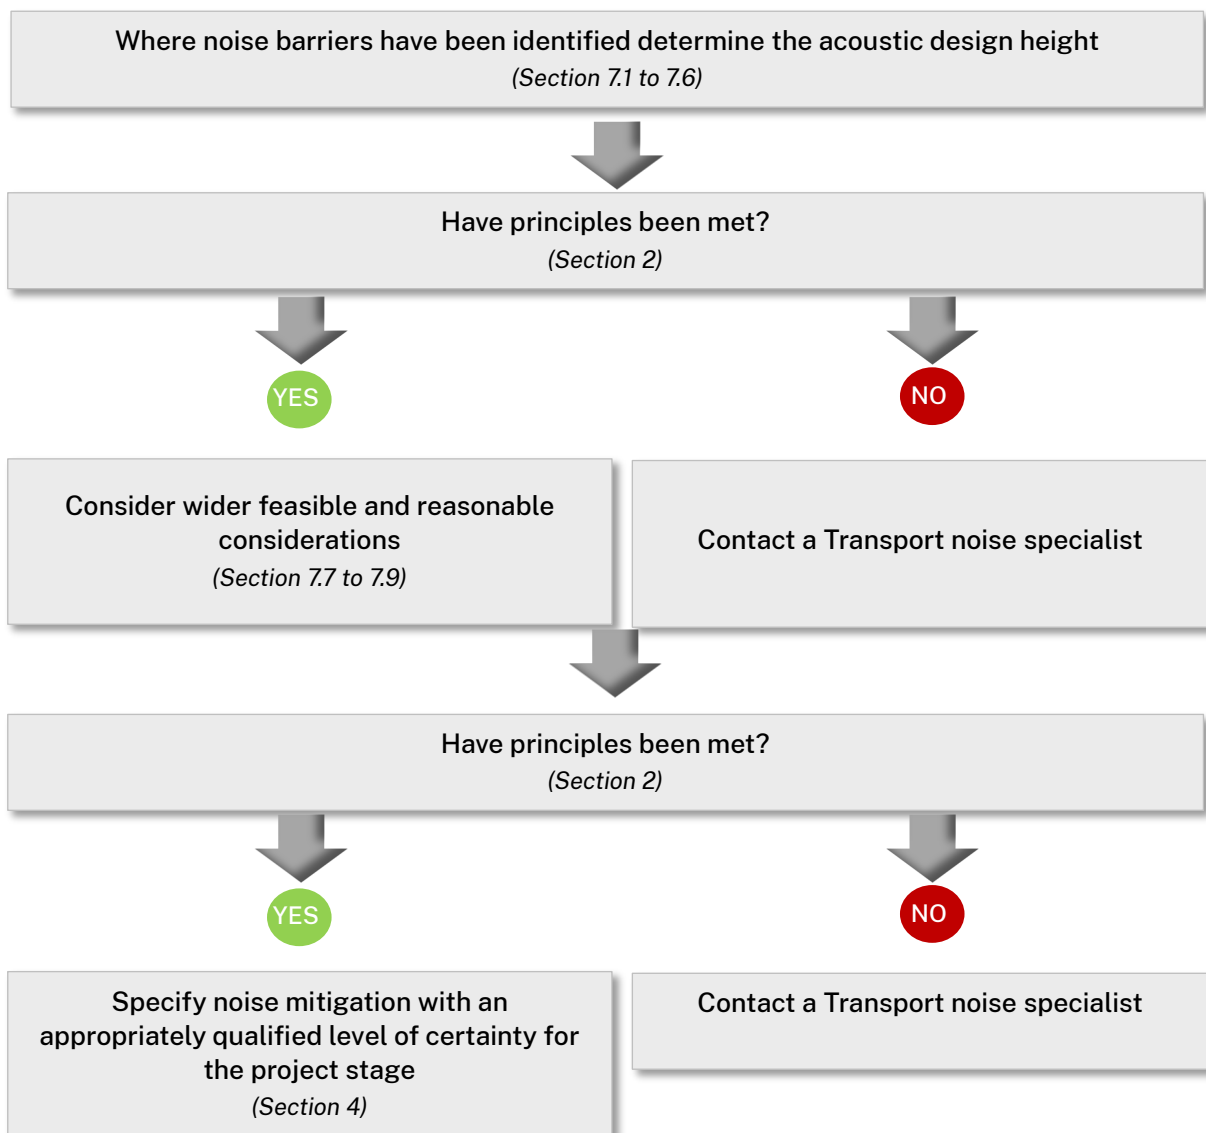 Where noise barriers have been identified determine the acoustic design height
(Section 7.1 to 7.6)
Have principles been met?
(Section 2)
YES
NO
Consider wider feasible and reasonable
considerations
(Section 7.7 to 7.9)
Contact a Transport noise specialist
Have principles been met?
(Section 2)
YES
NO
Specify noise mitigation with an
appropriately qualified level of certainty for
the project stage
(Section 4)
Contact a Transport noise specialist